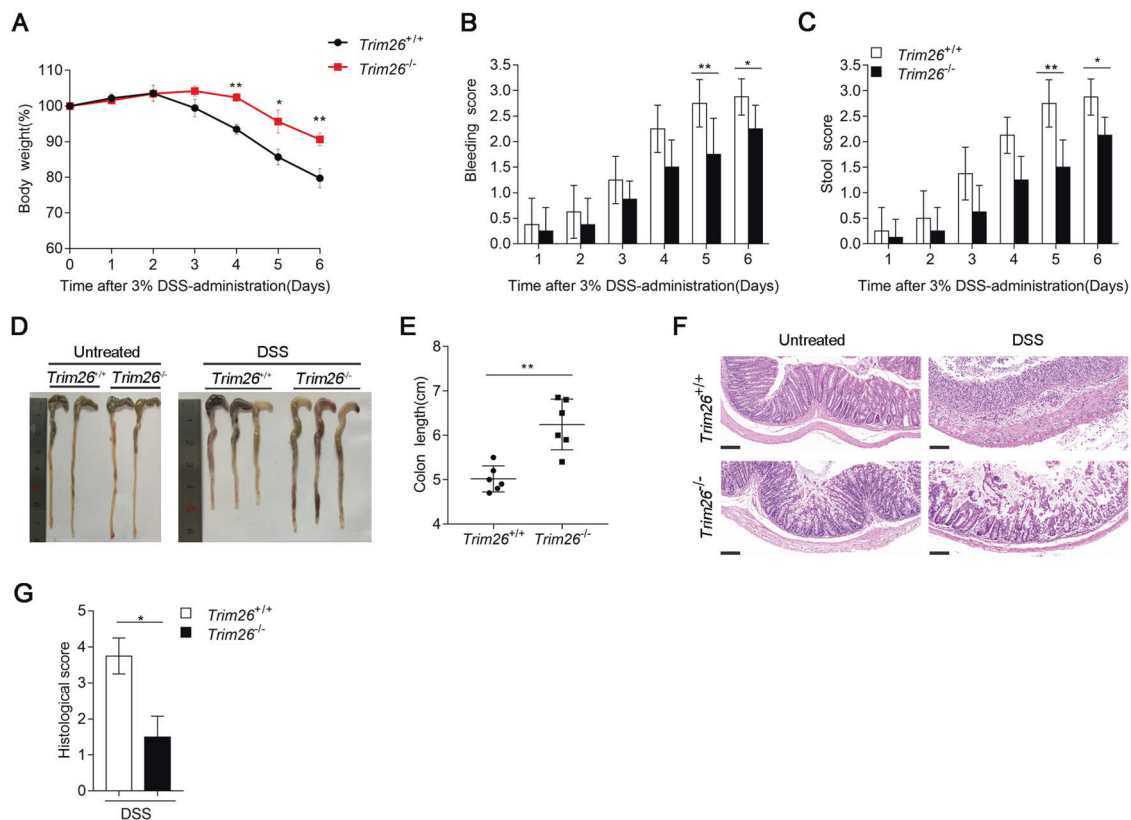 A
Trim26+/+
Trim26-/-
Body weight(%)
110
100
90
80
70
60
**
*
**
0 1 2 3 4 5 6
Time after 3% DSS-administration(Days)
B
Bleeding score
3.5
3.0
2.5
2.0
1.5
1.0
0.5
0.0
**
*
1 2 3 4 5 6
Time after 3% DSS-administration(Days)
C
Trim26+/+
Trim26-/-
Stool score
3.5
3.0
2.5
2.0
1.5
1.0
0.5
0.0
**
*
1 2 3 4 5 6
Time after 3% DSS-administration(Days)
D
Untreated
Trim26+/+ Trim26-/-
DSS
Trim26+/+ Trim26-/-
E
Colon length(cm)
8
7
6
5
4
**
Trim26+/+ Trim26-/-
F
Untreated DSS
Trim26+/+
Trim26-/-
G
Histological score
5
4
3
2
1
0
*
Trim26+/+
Trim26-/-
DSS